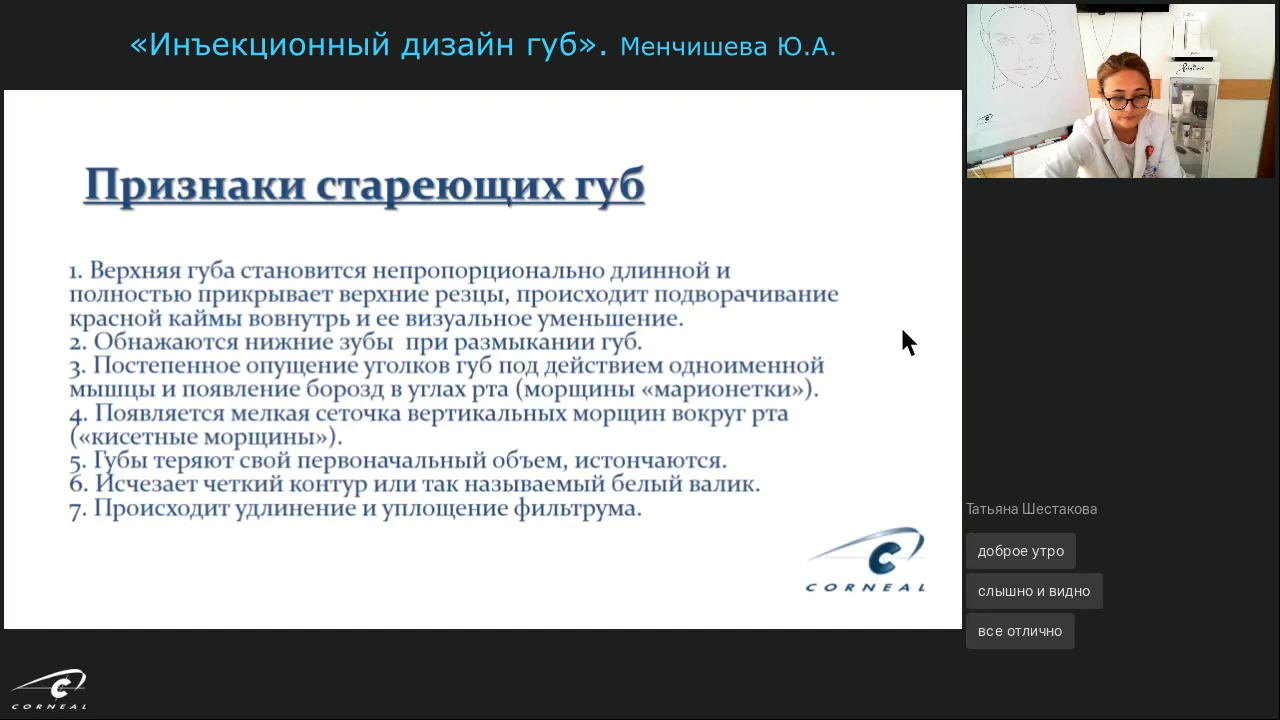 «Инъекционный дизайн губ». Менчишева Ю.А.
Признаки стареющих губ
1. Верхняя губа становится непропорционально длинной и
полностью прикрывает верхние резцы, происходит подворачивание
красной каймы вовнутрь и ее визуальное уменьшение.
2. Обнажаются нижние зубы  при размыкании губ.
3. Постепенное опущение уголков губ под действием одноименной
мышцы и появление борозд в углах рта (морщины «марионетки»).
4. Появляется мелкая сеточка вертикальных морщин вокруг рта
(«кисетные морщины»).
5. Губы теряют свой первоначальный объем, истончаются.
6. Исчезает четкий контур или так называемый белый валик.
7. Происходит удлинение и уплощение фильтрума.
CORNEAL
Татьяна Шестакова
доброе утро
слышно и видно
все отлично
CORNEAL